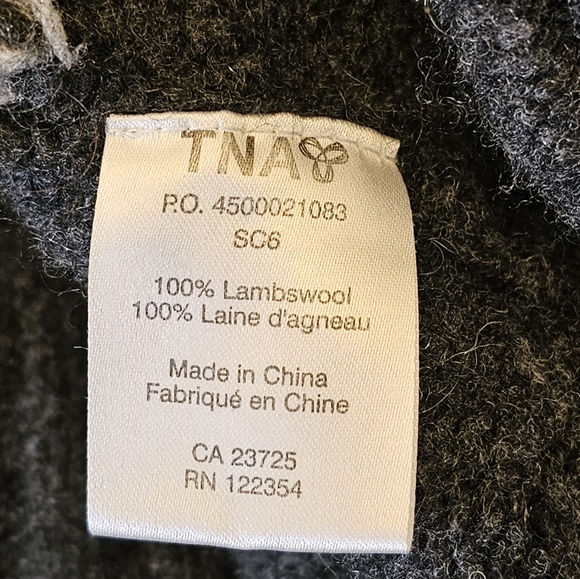 TNA
P.O. 4500021083
SC6
100% Lambswool
100% Laine d'agneau
Made in China
Fabriqué en Chine
CA 23725
RN 122354